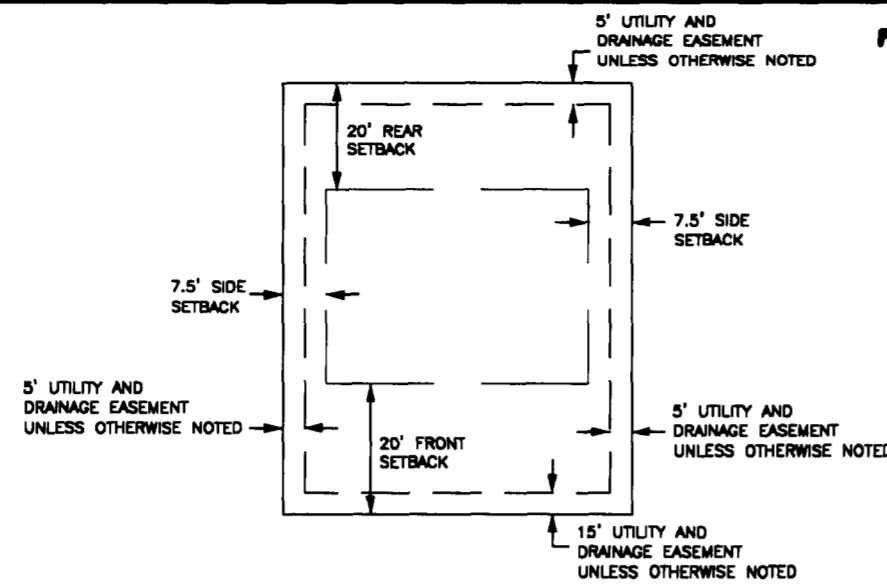 5' UTILITY AND
DRAINAGE EASEMENT
UNLESS OTHERWISE NOTED
20' REAR
SETBACK
7.5' SIDE
SETBACK
7.5' SIDE
SETBACK
5' UTILITY AND
DRAINAGE EASEMENT
UNLESS OTHERWISE NOTED
20' FRONT
SETBACK
5' UTILITY AND
DRAINAGE EASEMENT
UNLESS OTHERWISE NOTED
15' UTILITY AND
DRAINAGE EASEMENT
UNLESS OTHERWISE NOTED